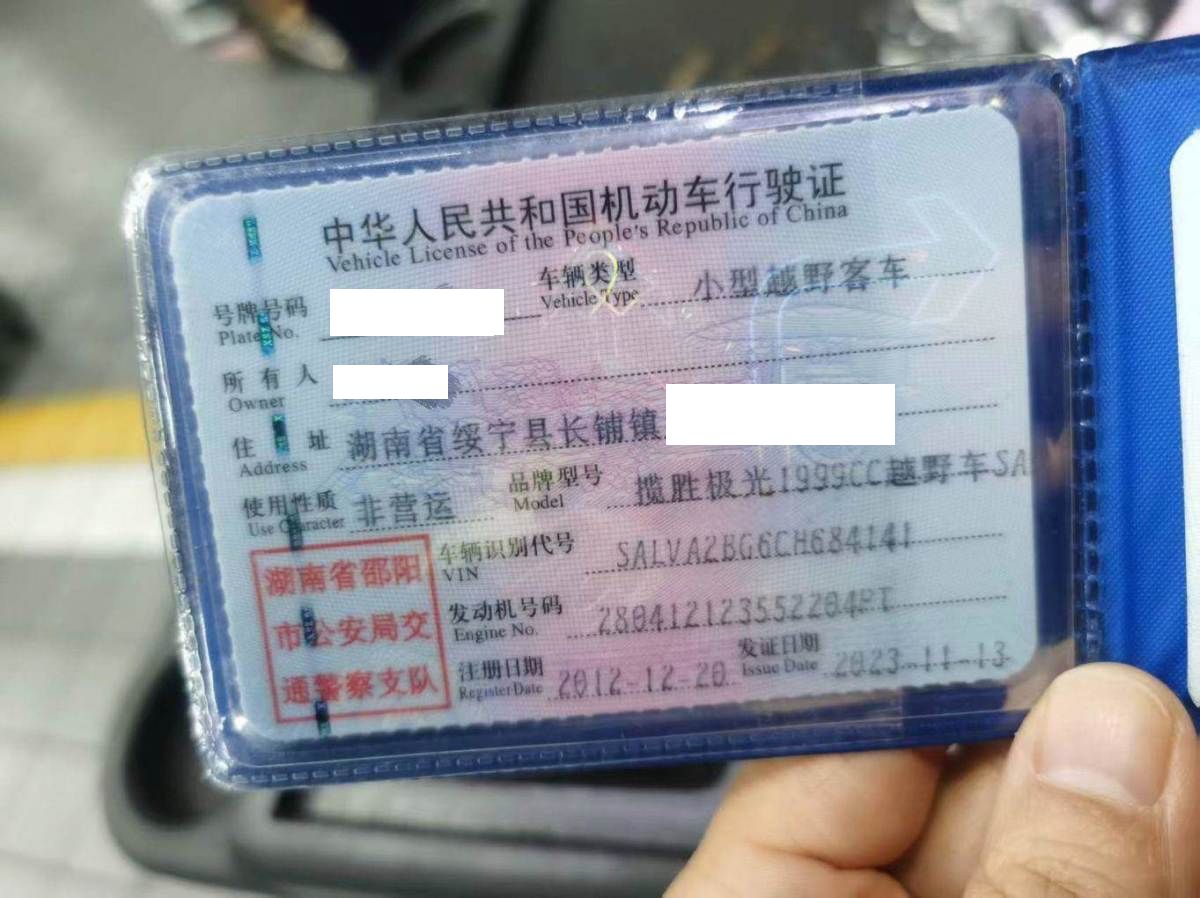 中华人民共和国机动车行驶证
Vehicle License of the People's Republic of China
号牌号码 车辆类型 小型越野客车
Plate No. Vehicle Type
所有人
Owner
住址 湖南省绥宁县长铺镇
Address
使用性质 非营运 品牌型号 揽胜极光1999CC越野车SA
Use Character Model
车辆识别代号 SALVA2BG6CH684141
VIN
发动机号码 280412123552204PT
Engine No.
注册日期 2012-12-20 发证日期 2023-11-13
Register Date Issue Date
湖南省邵阳
市公安局交
通警察支队